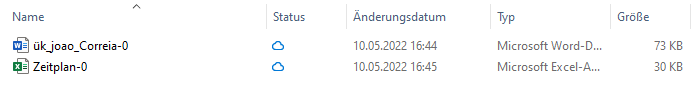 Name Status Änderungsdatum Typ Größe
ük_joao_Correia-0 10.05.2022 16:44 Microsoft Word-D... 73 KB
Zeitplan-0 10.05.2022 16:45 Microsoft Excel-A... 30 KB